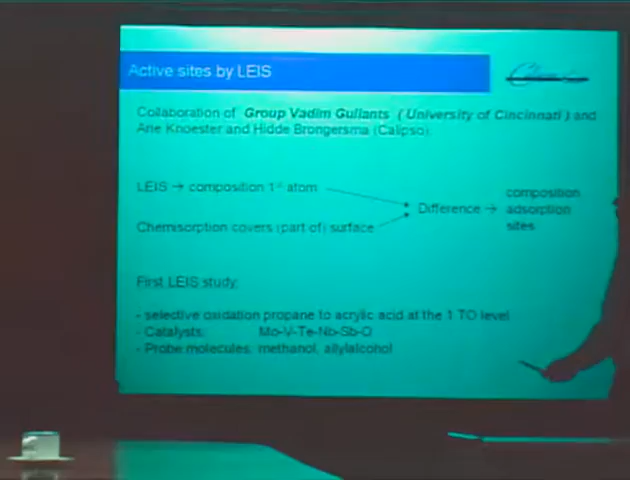 Active sites by LEIS
Collaboration of Group Vadim Guliants (University of Cincinnati) and
Arie Knoester and Hidde Brongersma (Calipso).
LEIS → composition 1st atom
Chemisorption covers (part of) surface
Difference →
composition
adsorption
sites
First LEIS study:
- selective oxidation propane to acrylic acid at the 1 TO level
- Catalysts: Mo-V-Te-Nb-Sb-O
- Probe molecules: methanol, allylalcohol